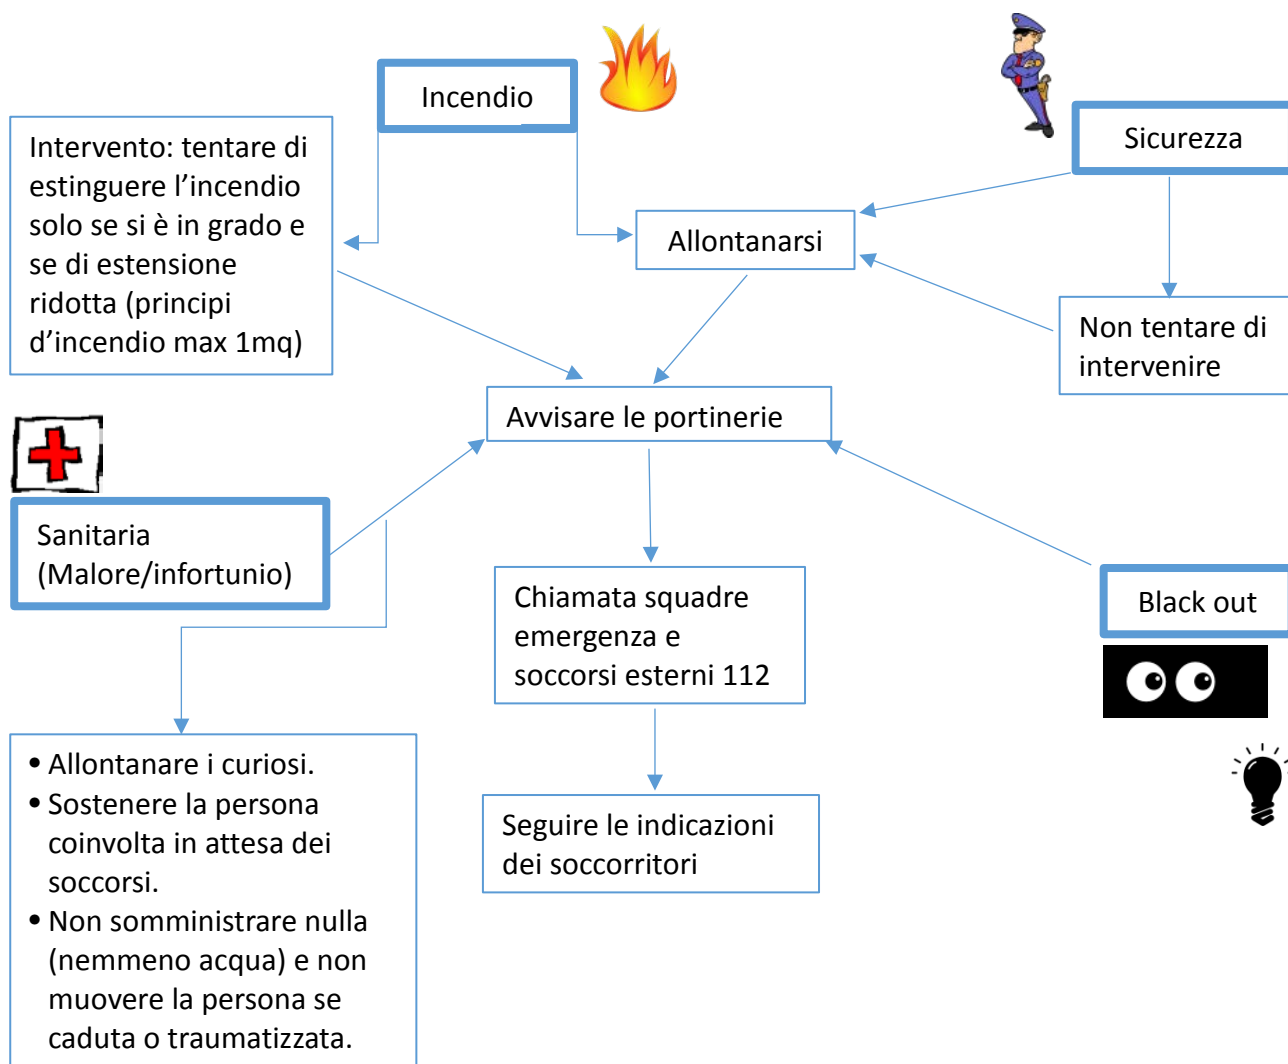 Incendio
Sicurezza
Intervento: tentare di
estinguere l’incendio
solo se si è in grado e
se di estensione
ridotta (principi
d’incendio max 1mq)
Allontanarsi
Non tentare di
intervenire
Avvisare le portinerie
Sanitaria
(Malore/infortunio)
Chiamata squadre
emergenza e
soccorsi esterni 112
Black out
• Allontanare i curiosi.
• Sostenere la persona
coinvolta in attesa dei
soccorsi.
• Non somministrare nulla
(nemmeno acqua) e non
muovere la persona se
caduta o traumatizzata.
Seguire le indicazioni
dei soccorritori